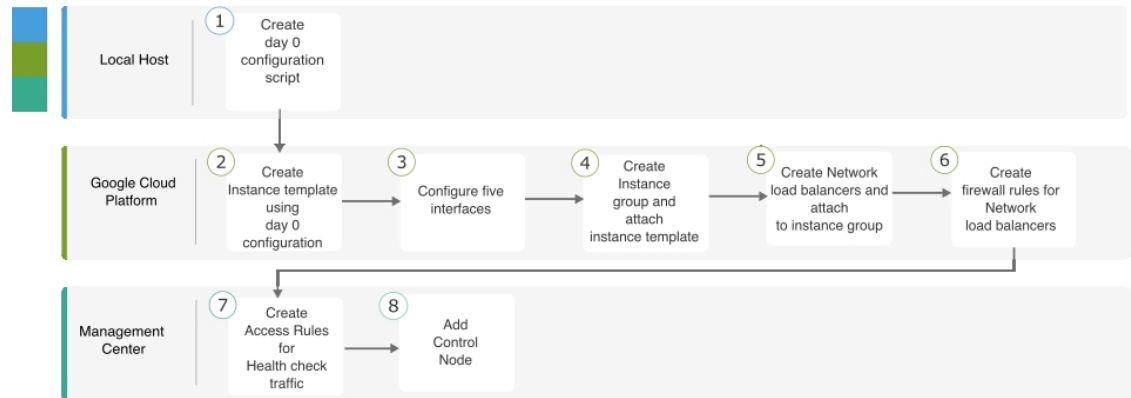 Local Host
1
Create
day 0
configuration
script
Google Cloud
Platform
2
Create
Instance template
using
day 0
configuration
3
Configure five
interfaces
4
Create
Instance
group and
attach
instance template
5
Create Network
load balancers and
attach
to instance group
6
Create
firewall rules for
Network
load balancers
Management
Center
7
Create
Access Rules
for
Health check
traffic
8
Add
Control
Node